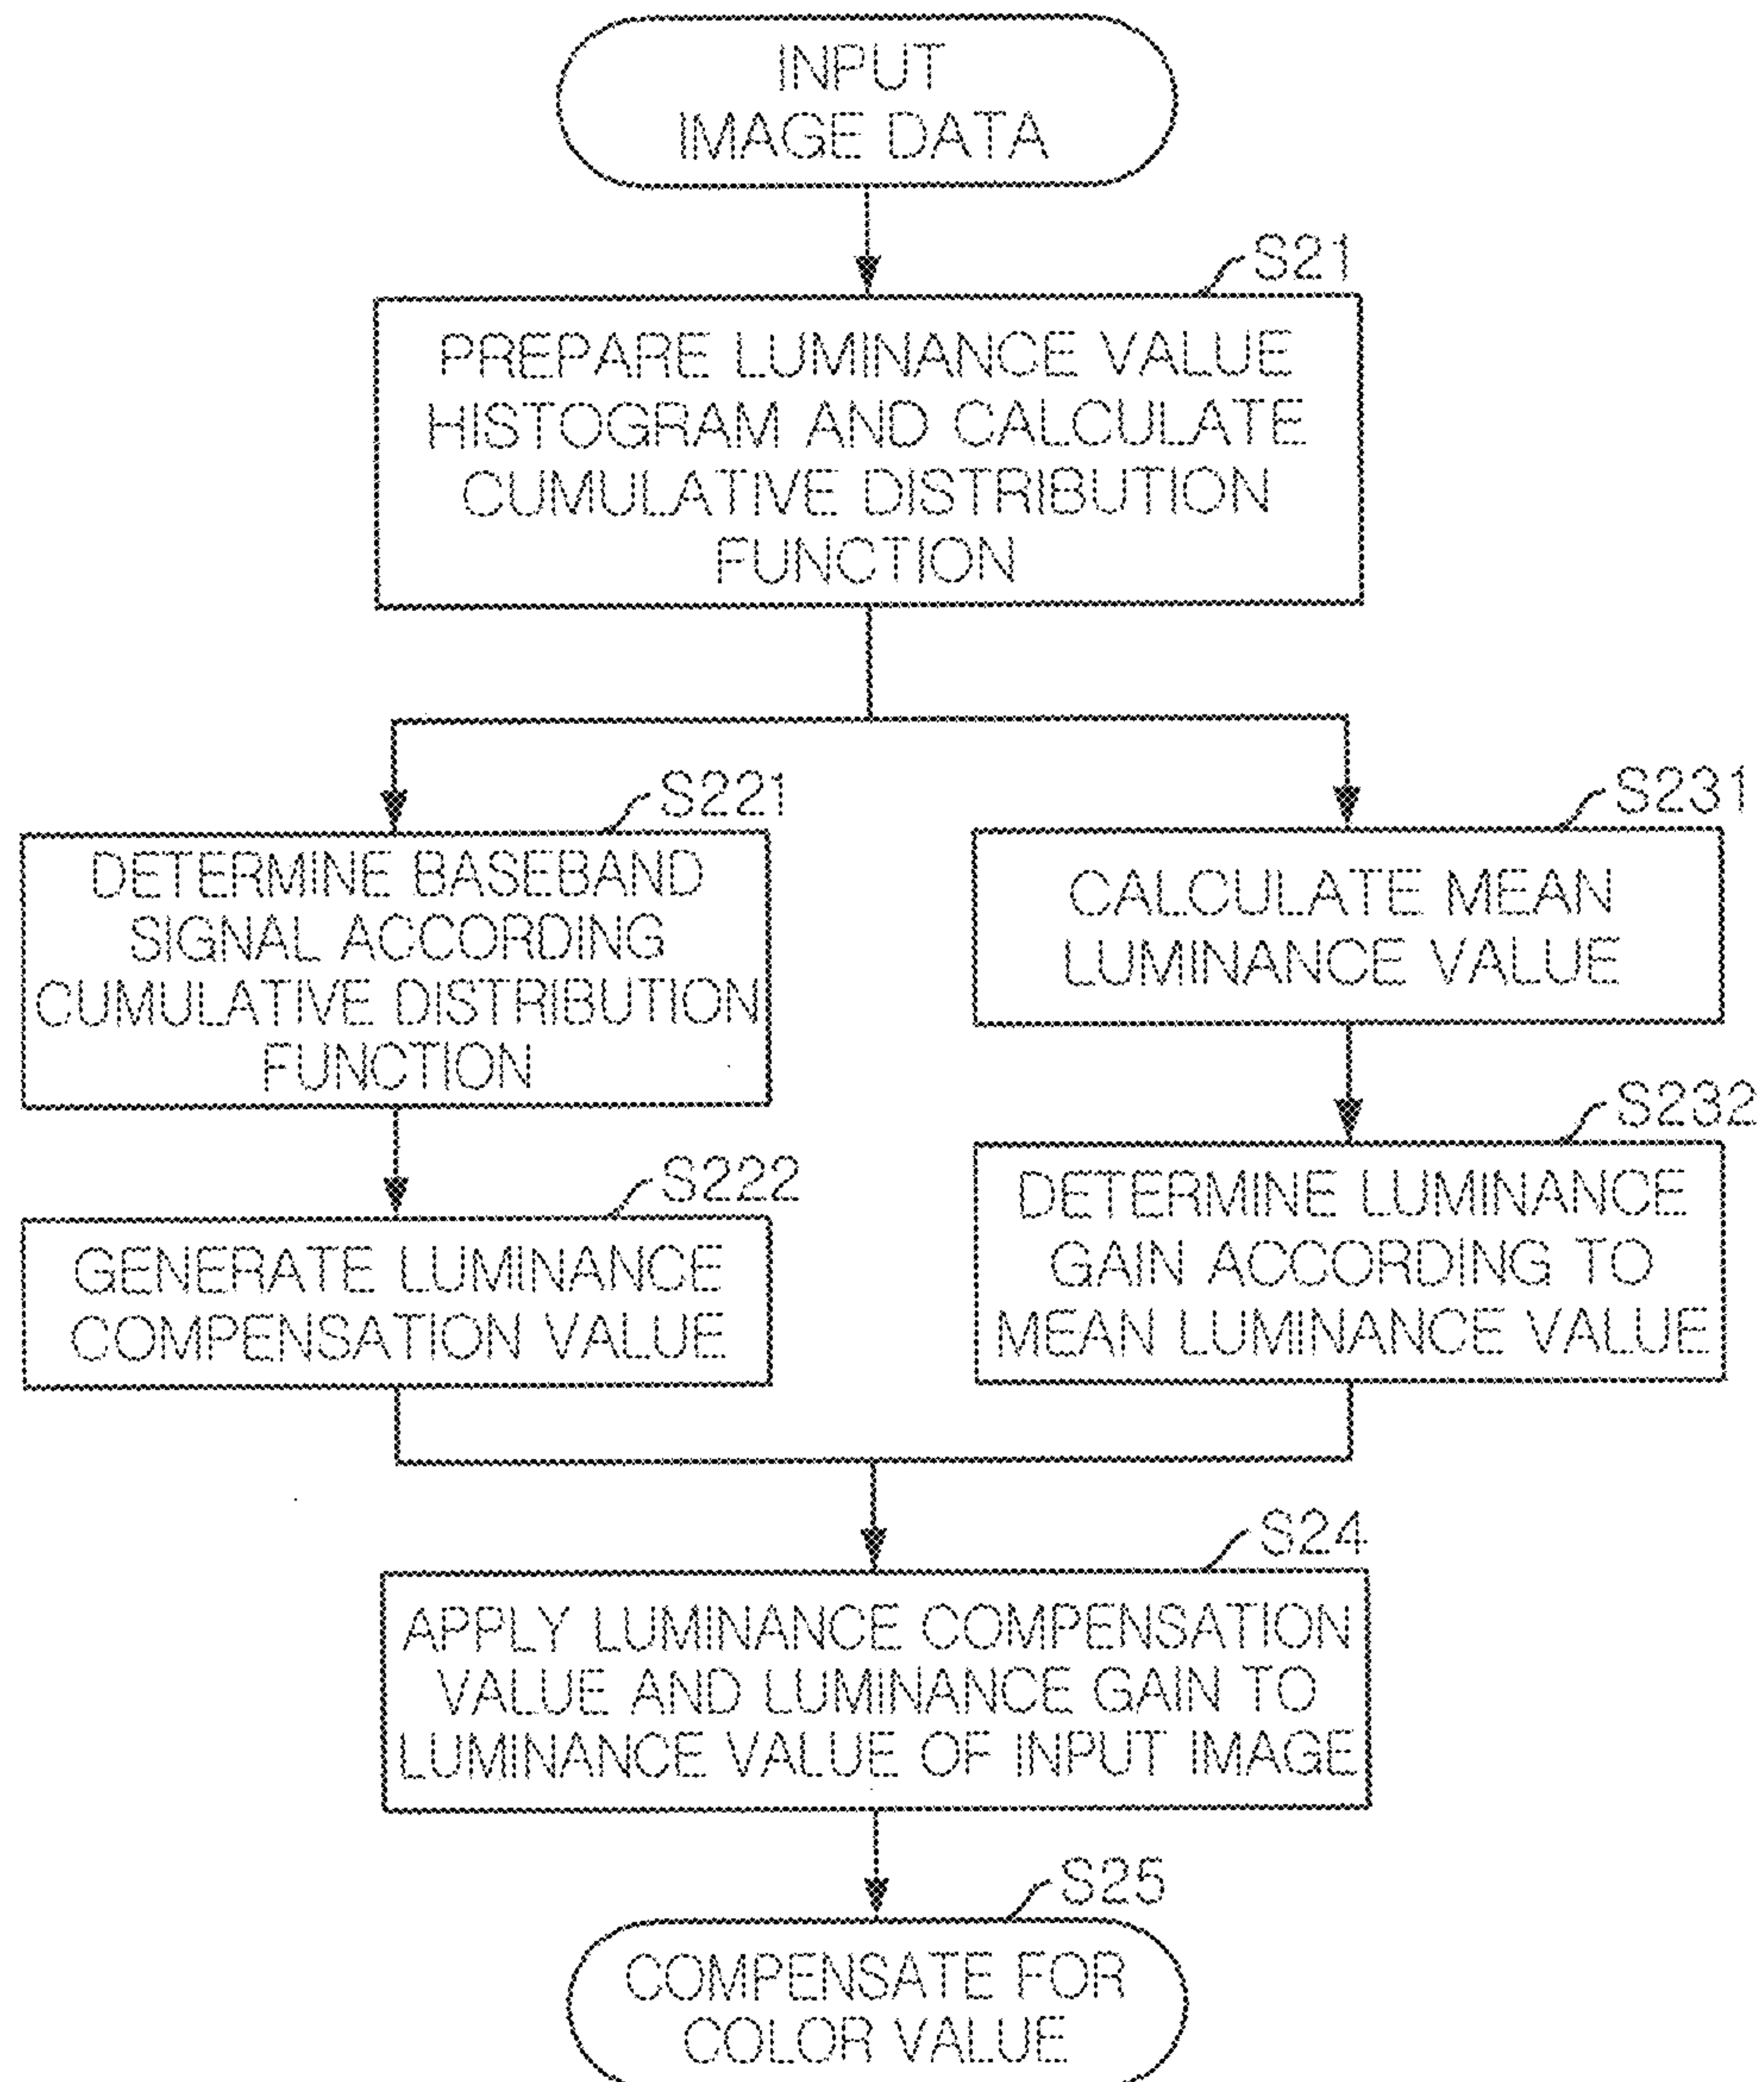 INPUT
IMAGE DATA
S21
PREPARE LUMINANCE VALUE
HISTOGRAM AND CALCULATE
CUMULATIVE DISTRIBUTION
FUNCTION
S221
DETERMINE BASEBAND
SIGNAL ACCORDING
CUMULATIVE DISTRIBUTION
FUNCTION
S222
GENERATE LUMINANCE
COMPENSATION VALUE
S231
CALCULATE MEAN
LUMINANCE VALUE
S232
DETERMINE LUMINANCE
GAIN ACCORDING TO
MEAN LUMINANCE VALUE
S24
APPLY LUMINANCE COMPENSATION
VALUE AND LUMINANCE GAIN TO
LUMINANCE VALUE OF INPUT IMAGE
S25
COMPENSATE FOR
COLOR VALUE